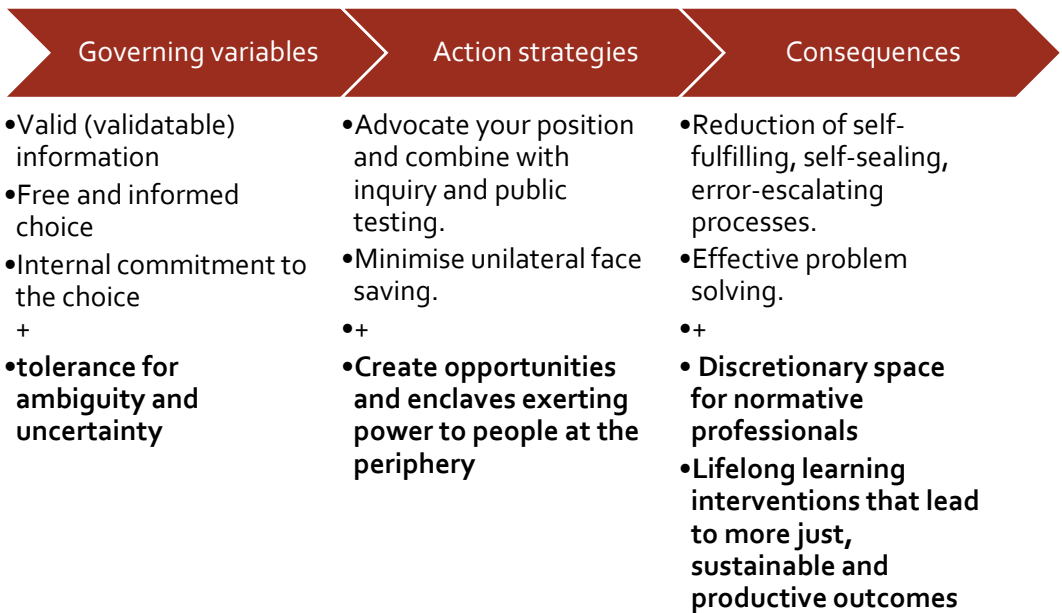 Governing variables
•Valid (validatable)
information
•Free and informed
choice
•Internal commitment to
the choice
+
•tolerance for
ambiguity and
uncertainty
Action strategies
•Advocate your position
and combine with
inquiry and public
testing.
•Minimise unilateral face
saving.
•+
•Create opportunities
and enclaves exerting
power to people at the
periphery
Consequences
•Reduction of self-
fulfilling, self-sealing,
error-escalating
processes.
•Effective problem
solving.
•+
• Discretionary space
for normative
professionals
•Lifelong learning
interventions that lead
to more just,
sustainable and
productive outcomes